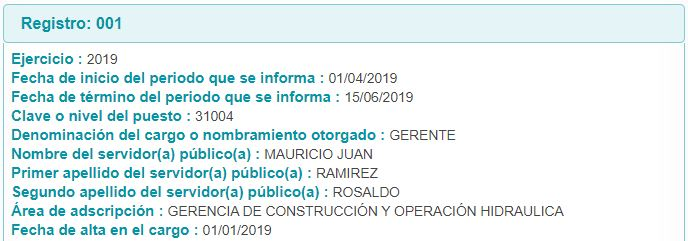 Registro: 001
Ejercicio : 2019
Fecha de inicio del periodo que se informa : 01/04/2019
Fecha de término del periodo que se informa : 15/06/2019
Clave o nivel del puesto : 31004
Denominación del cargo o nombramiento otorgado : GERENTE
Nombre del servidor(a) público(a) : MAURICIO JUAN
Primer apellido del servidor(a) público(a) : RAMIREZ
Segundo apellido del servidor(a) público(a) : ROSALDO
Área de adscripción : GERENCIA DE CONSTRUCCIÓN Y OPERACIÓN HIDRAULICA
Fecha de alta en el cargo : 01/01/2019